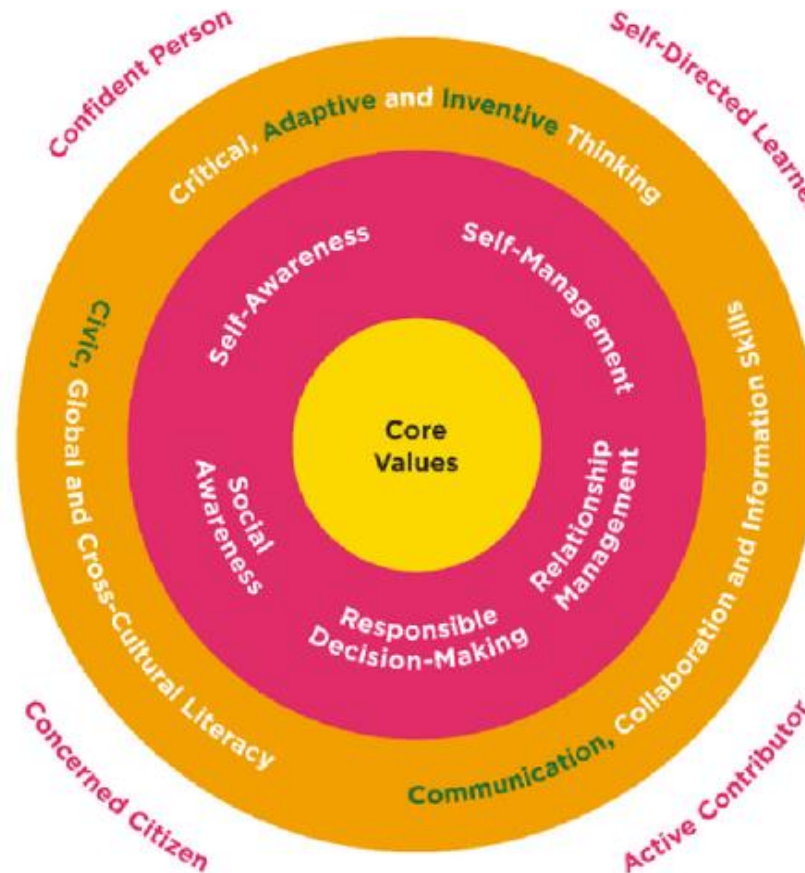 Confident Person
Self-Directed Learner
Critical, Adaptive and Inventive Thinking
Self-Awareness
Self-Management
Civic, Global and Cross-Cultural Literacy
Core
Values
Communication, Collaboration and Information Skills
Social
Awareness
Relationship
Management
Responsible
Decision-Making
Concerned Citizen
Active Contributor